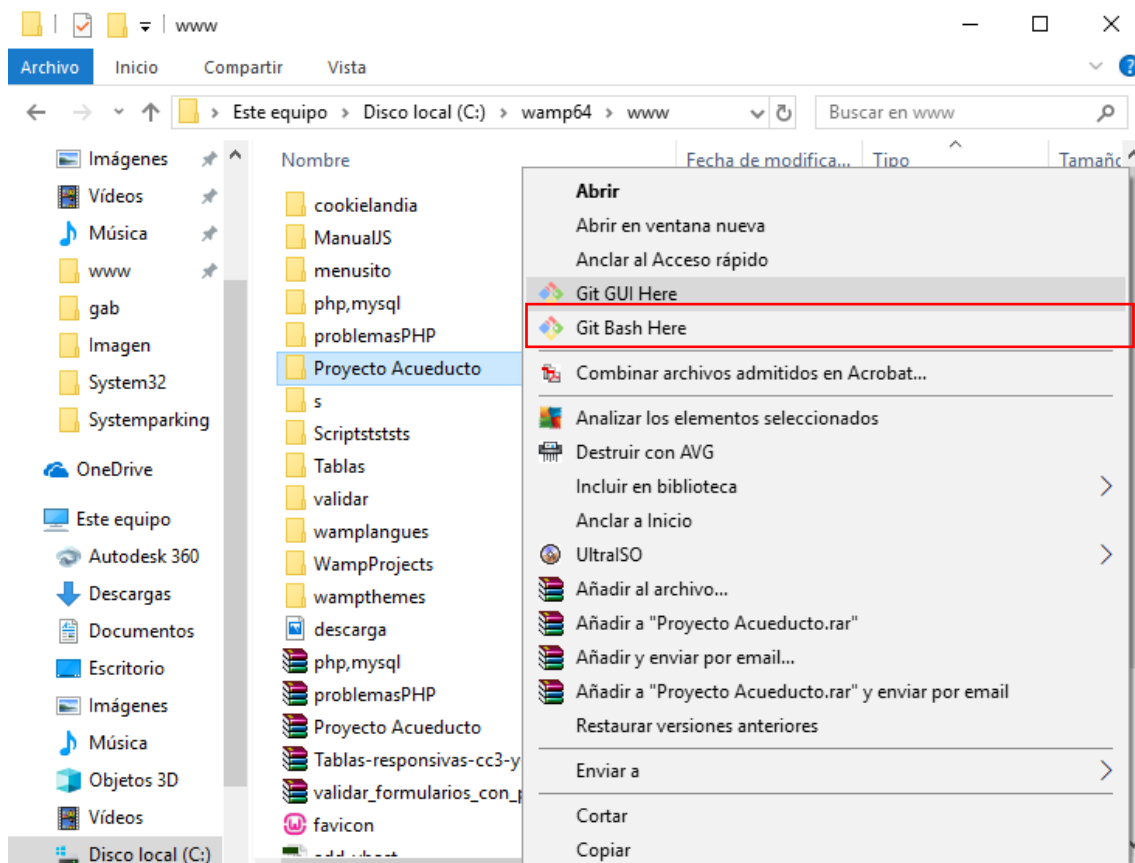 www
Archivo Inicio Compartir Vista
Este equipo > Disco local (C:) > wamp64 > www
Buscar en www
Imágenes
Vídeos
Música
www
gab
Imagen
System32
Systemparking
OneDrive
Este equipo
Autodesk 360
Descargas
Documentos
Escritorio
Imágenes
Música
Objetos 3D
Vídeos
Disco local (C:)
Nombre Fecha de modifica... Tipo Tamaño
cookielandia
ManualJS
menusito
php,mysql
problemasPHP
Proyecto Acueducto
s
Scriptstststs
Tablas
validar
wamplangues
WampProjects
wampthemes
descarga
php,mysql
problemasPHP
Proyecto Acueducto
Tablas-responsivas-cc3-y
validar_formularios_con_p
favicon
add_vhost
Abrir
Abrir en ventana nueva
Anclar al Acceso rápido
Git GUI Here
Git Bash Here
Combinar archivos admitidos en Acrobat...
Analizar los elementos seleccionados
Destruir con AVG
Incluir en biblioteca
Anclar a Inicio
UltraISO
Añadir al archivo...
Añadir a "Proyecto Acueducto.rar"
Añadir y enviar por email...
Añadir a "Proyecto Acueducto.rar" y enviar por email
Restaurar versiones anteriores
Enviar a
Cortar
Copiar